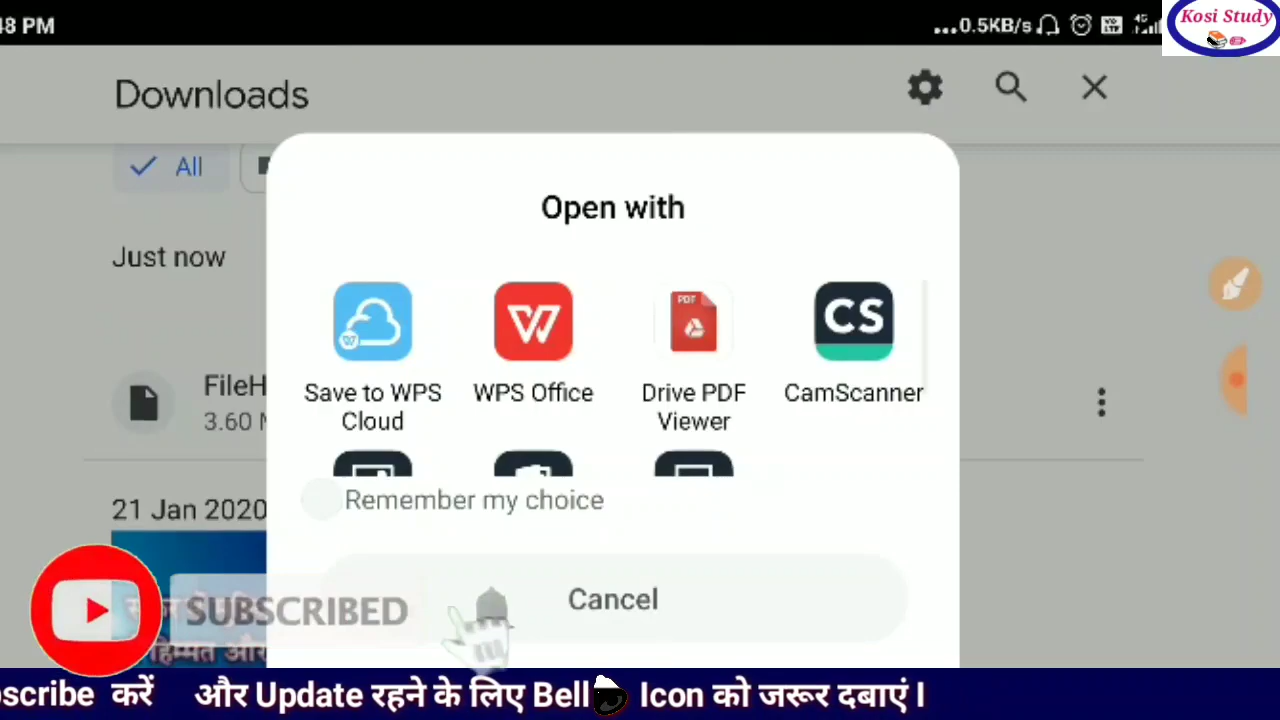 48 PM
...0.5KB/s
Kosi Study
Downloads
All
Open with
Just now
PDF
CS
Save to WPS Cloud
WPS Office
Drive PDF Viewer
CamScanner
FileH
3.60
Remember my choice
21 Jan 2020
Cancel
SUBSCRIBED
हिम्मत और
scribe करें और Update रहने के लिए Bell Icon को जरूर दबाएं।